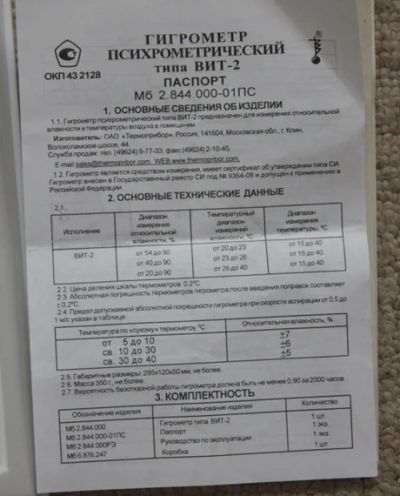 ГИГРОМЕТР
ПСИХРОМЕТРИЧЕСКИЙ
типа ВИТ-2
ОКП 43 2128
ПАСПОРТ
Мб 2.844.000-01ПС
1. ОСНОВНЫЕ СВЕДЕНИЯ ОБ ИЗДЕЛИИ
1.1. Гигрометр психрометрический типа ВИТ-2 предназначен для измерения относительной
влажности и температуры воздуха в помещении.
Изготовитель: ОАО «Термоприбор», Россия, 141604, Московская обл., г. Клин,
Волоколамское шоссе, 44.
Служба продаж: тел. (49624) 9-77-33, факс (49624) 2-10-45.
E-mail sales@thermopribor.com WEB:www.thermopribor.com
1.2. Гигрометр является средством измерения, имеет сертификат об утверждении типа СИ.
Гигрометр внесен в Государственный реестр СИ под № 9364-08 и допущен к применению в
Российской Федерации.
2. ОСНОВНЫЕ ТЕХНИЧЕСКИЕ ДАННЫЕ
2.1.
Исполнение Диапазон измерения относительной влажности, % Температурный диапазон измерений влажности, °С Диапазон измерения температуры, °С
ВИТ-2 от 54 до 90 от 20 до 23 от 15 до 40
от 40 до 90 от 23 до 26 от 15 до 40
от 20 до 90 от 26 до 40 от 15 до 40
2.2. Цена деления шкалы термометров 0,2°С
2.3. Абсолютная погрешность термометров гигрометра после введения поправок составляет
± 0,2°С.
2.4. Предел допускаемой абсолютной погрешности гигрометра при скорости аспирации от 0,5 до
1 м/с указан в таблице:
Температура по «сухому» термометру, °С Относительная влажность, %
от 5 до 10 ±7
св. 10 до 30 ±6
св. 30 до 40 ±5
2.5. Габаритные размеры: 295х120х50 мм, не более.
2.6. Масса 350 г., не более.
2.7. Вероятность безотказной работы гигрометра должна быть не менее 0,90 за 2000 часов.
3. КОМПЛЕКТНОСТЬ
Обозначение изделия Наименование изделия Количество
Мб 2.844.000 Гигрометр типа ВИТ-2 1 шт.
Мб 2.844.000-01ПС Паспорт 1 экз.
Мб 2.844.000РЭ Руководство по эксплуатации 1 экз.
Мб 6.876.247 Коробка 1 шт.